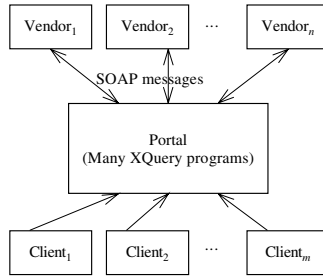 Vendor₁ Vendor₂ ... Vendorₙ
SOAP messages
Portal
(Many XQuery programs)
Client₁ Client₂ ... Clientₘ